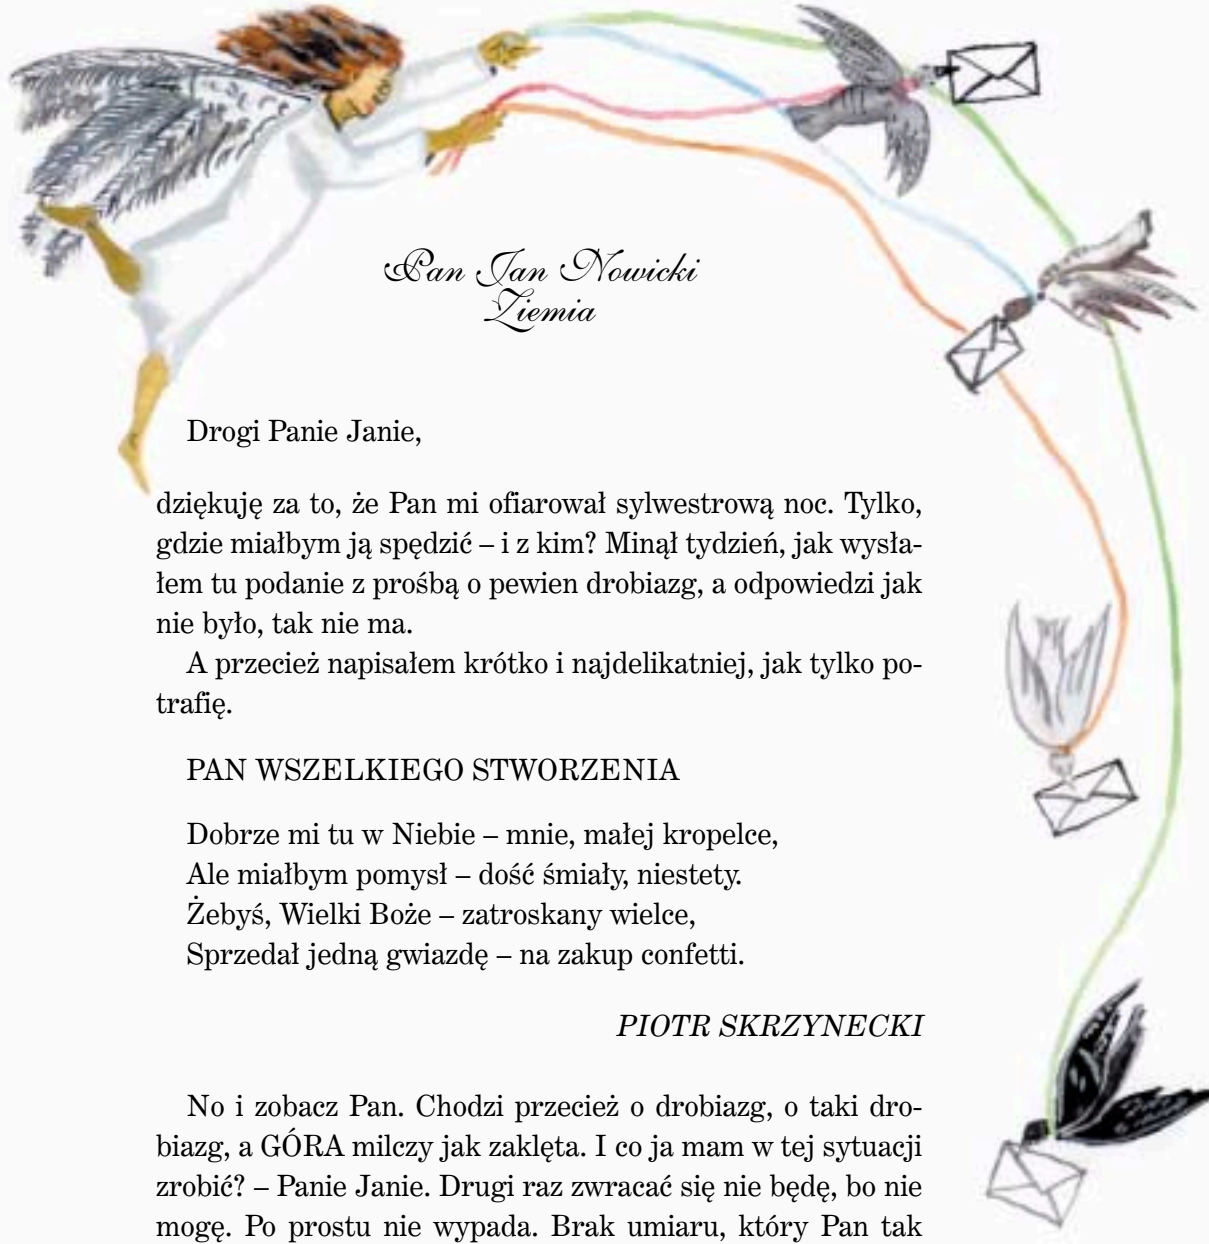 Pan Jan Nowicki
Ziemia
Drogi Panie Janie,
dziękuję za to, że Pan mi ofiarował sylwestrową noc. Tylko,
gdzie miałbym ją spędzić – i z kim? Minął tydzień, jak wysła-
łem tu podanie z prośbą o pewien drobiazg, a odpowiedzi jak
nie było, tak nie ma.
A przecież napisałem krótko i najdelikatniej, jak tylko po-
trafię.
PAN WSZELKIEGO STWORZENIA
Dobrze mi tu w Niebie – mnie, małej kropelce,
Ale miałbym pomysł – dość śmiały, niestety.
Żebyś, Wielki Boże – zatroskany wielce,
Sprzedał jedną gwiazdę – na zakup confetti.
PIOTR SKRZYNECKI
No i zobacz Pan. Chodzi przecież o drobiazg, o taki dro-
biazg, a GÓRA milczy jak zaklęta. I co ja mam w tej sytuacji
zrobić? – Panie Janie. Drugi raz zwracać się nie będę, bo nie
mogę. Po prostu nie wypada. Brak umiaru, który Pan tak